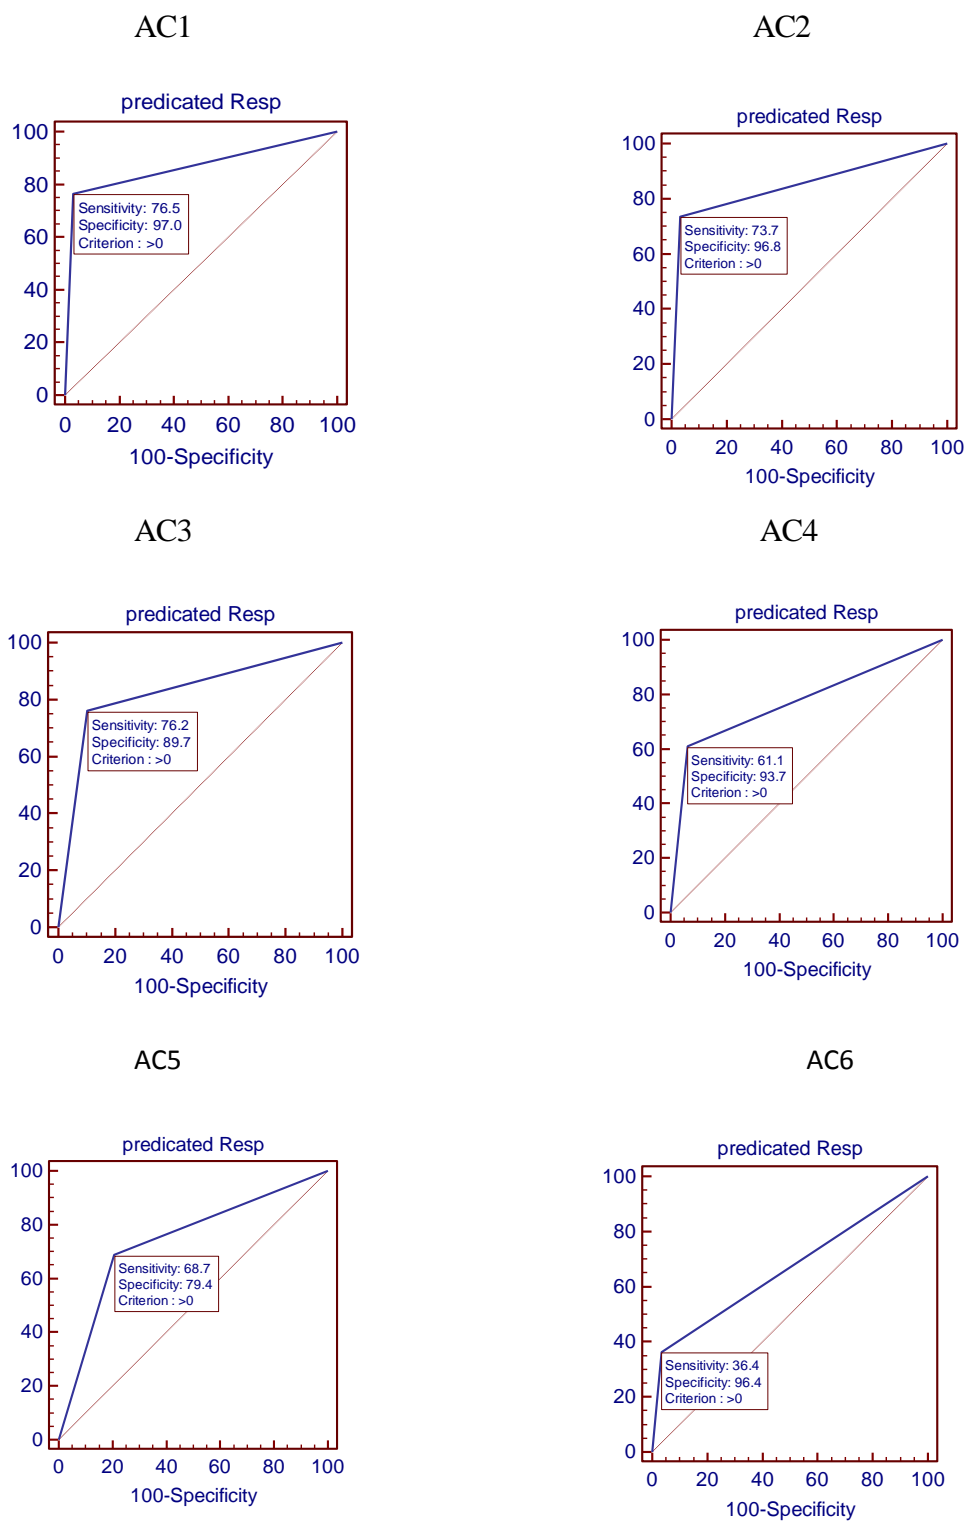 AC1
predicated Resp
100
80
60
40
20
0
Sensitivity: 76.5
Specificity: 97.0
Criterion : >0
0 20 40 60 80 100
100-Specificity
AC2
predicated Resp
100
80
60
40
20
0
Sensitivity: 73.7
Specificity: 96.8
Criterion : >0
0 20 40 60 80 100
100-Specificity
AC3
predicated Resp
100
80
60
40
20
0
Sensitivity: 76.2
Specificity: 89.7
Criterion : >0
0 20 40 60 80 100
100-Specificity
AC4
predicated Resp
100
80
60
40
20
0
Sensitivity: 61.1
Specificity: 93.7
Criterion : >0
0 20 40 60 80 100
100-Specificity
AC5
predicated Resp
100
80
60
40
20
0
Sensitivity: 68.7
Specificity: 79.4
Criterion : >0
0 20 40 60 80 100
100-Specificity
AC6
predicated Resp
100
80
60
40
20
0
Sensitivity: 36.4
Specificity: 96.4
Criterion : >0
0 20 40 60 80 100
100-Specificity